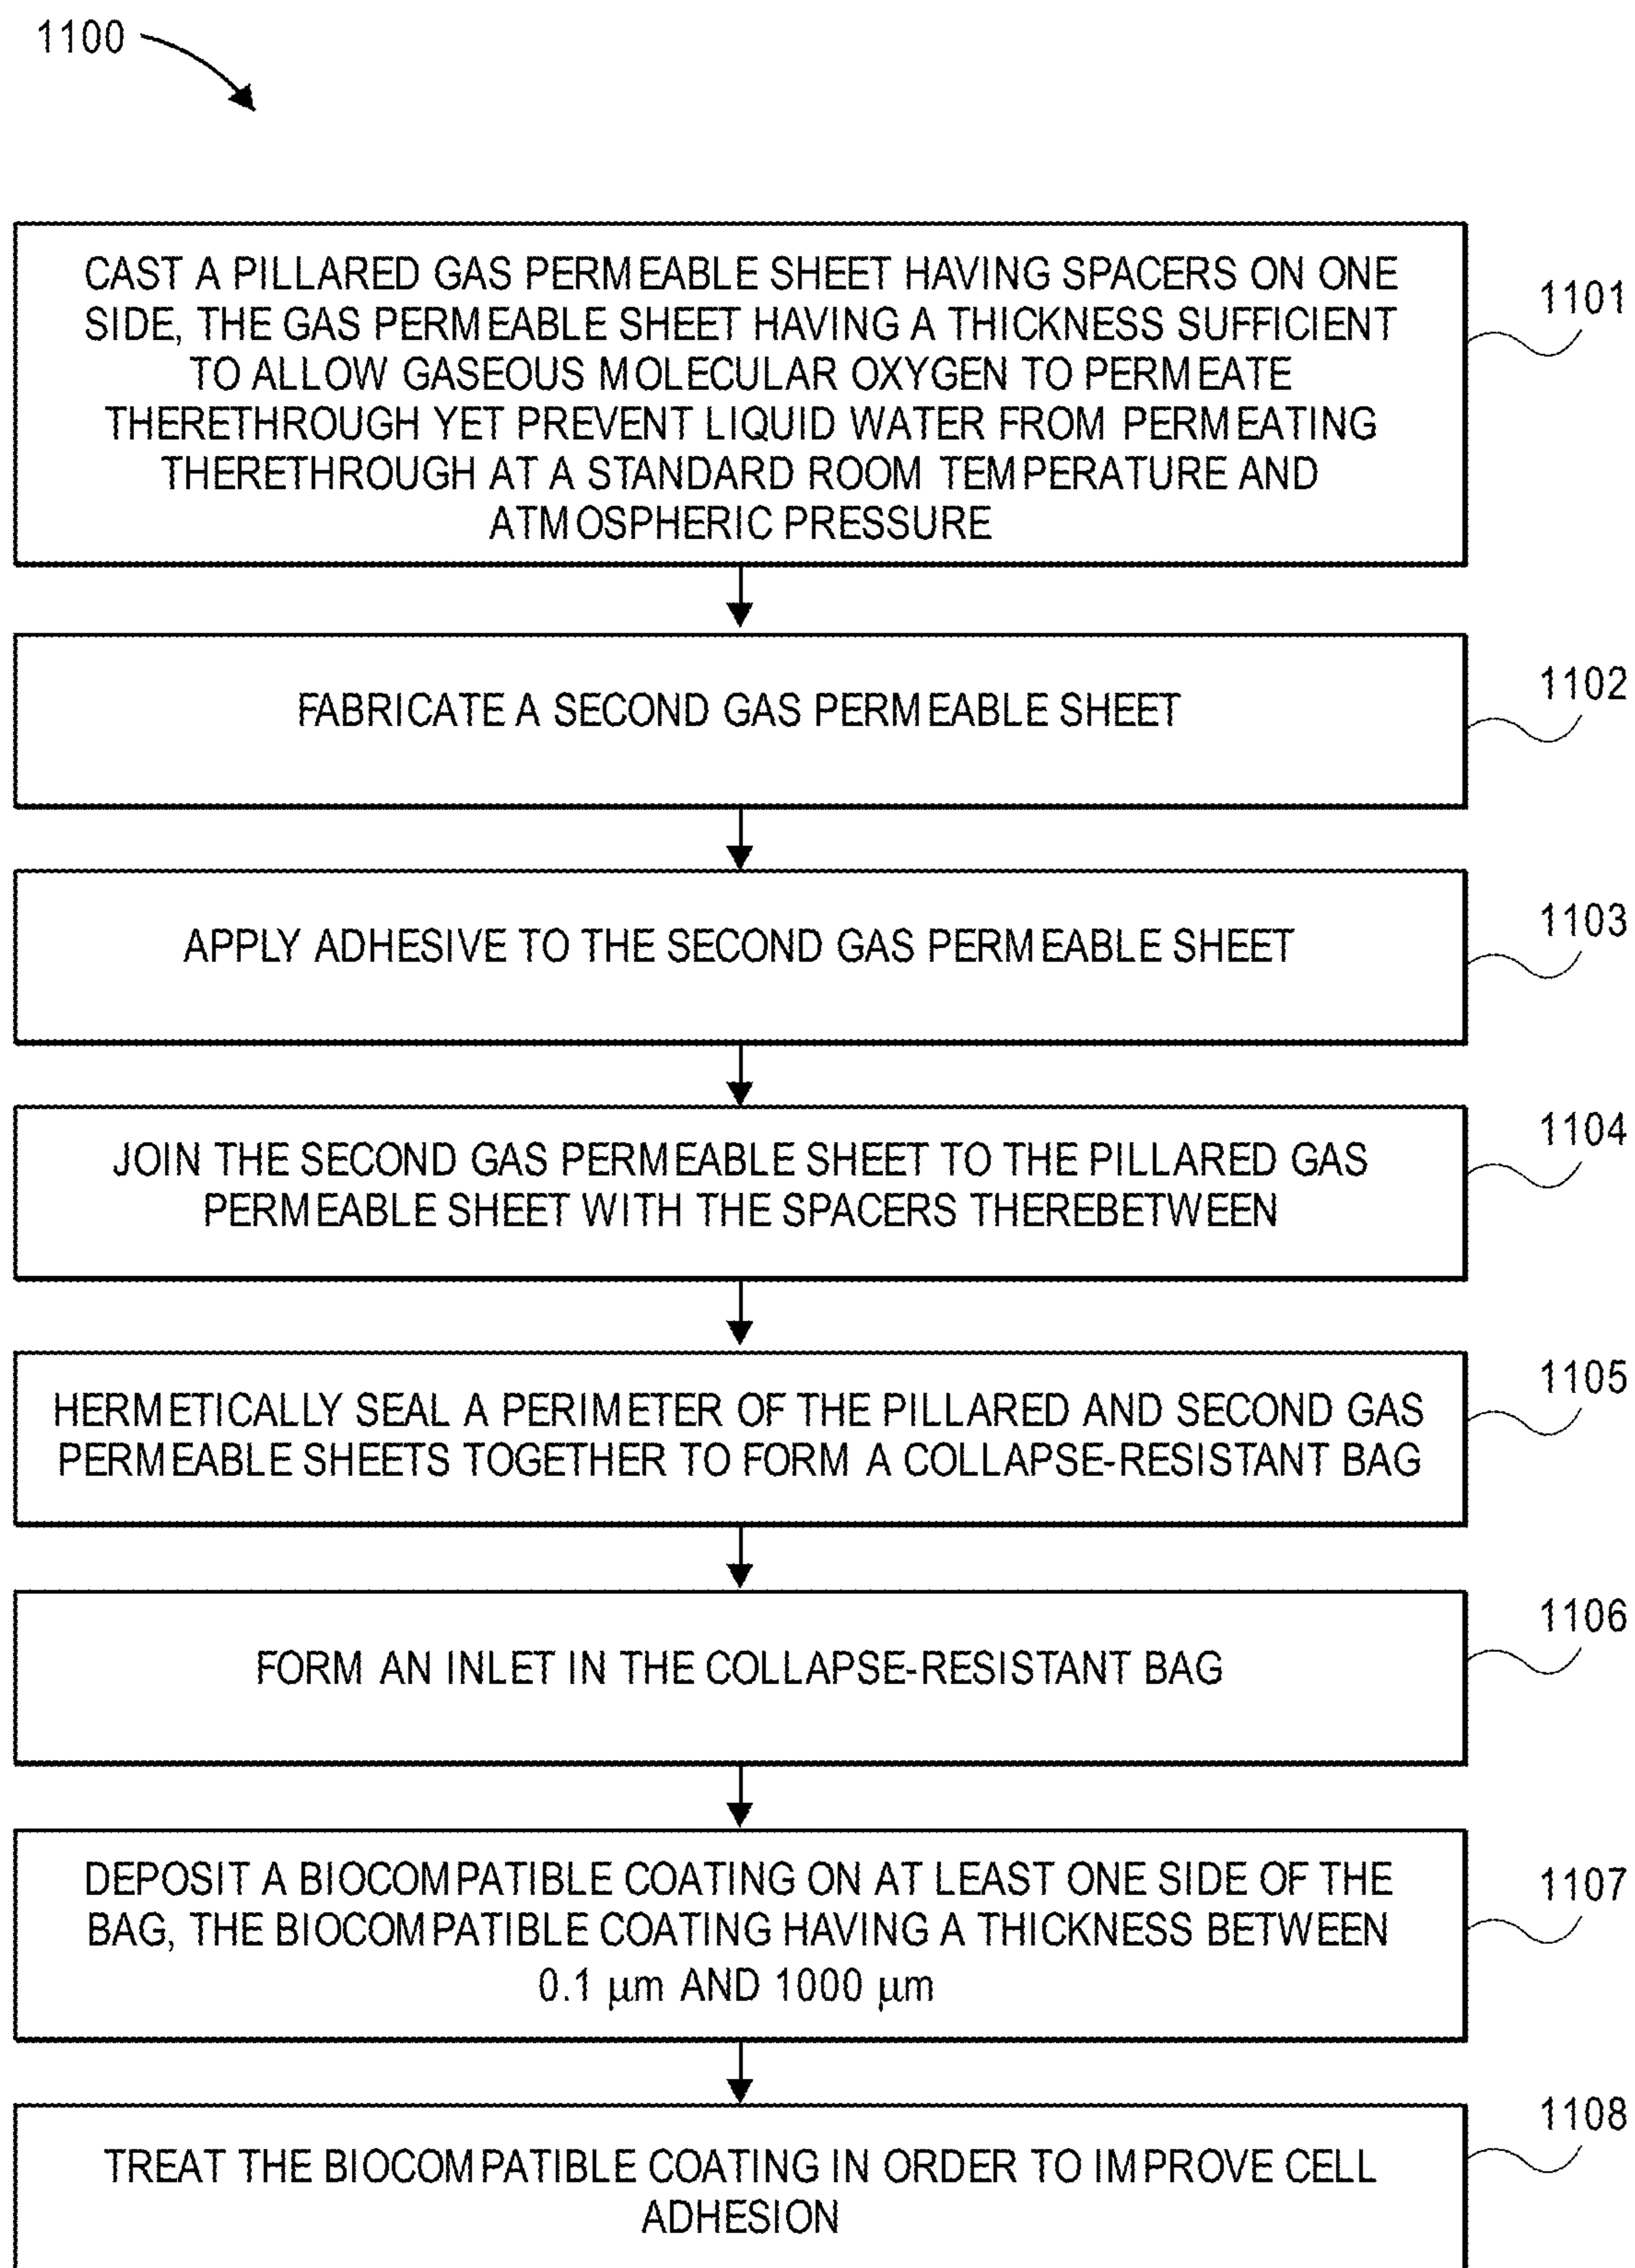 1100
CAST A PILLARED GAS PERMEABLE SHEET HAVING SPACERS ON ONE
SIDE, THE GAS PERMEABLE SHEET HAVING A THICKNESS SUFFICIENT
TO ALLOW GASEOUS MOLECULAR OXYGEN TO PERMEATE
THERETHROUGH YET PREVENT LIQUID WATER FROM PERMEATING
THERETHROUGH AT A STANDARD ROOM TEMPERATURE AND
ATMOSPHERIC PRESSURE
1101
FABRICATE A SECOND GAS PERMEABLE SHEET
1102
APPLY ADHESIVE TO THE SECOND GAS PERMEABLE SHEET
1103
JOIN THE SECOND GAS PERMEABLE SHEET TO THE PILLARED GAS
PERMEABLE SHEET WITH THE SPACERS THEREBETWEEN
1104
HERMETICALLY SEAL A PERIMETER OF THE PILLARED AND SECOND GAS
PERMEABLE SHEETS TOGETHER TO FORM A COLLAPSE-RESISTANT BAG
1105
FORM AN INLET IN THE COLLAPSE-RESISTANT BAG
1106
DEPOSIT A BIOCOMPATIBLE COATING ON AT LEAST ONE SIDE OF THE
BAG, THE BIOCOMPATIBLE COATING HAVING A THICKNESS BETWEEN
0.1 μm AND 1000 μm
1107
TREAT THE BIOCOMPATIBLE COATING IN ORDER TO IMPROVE CELL
ADHESION
1108